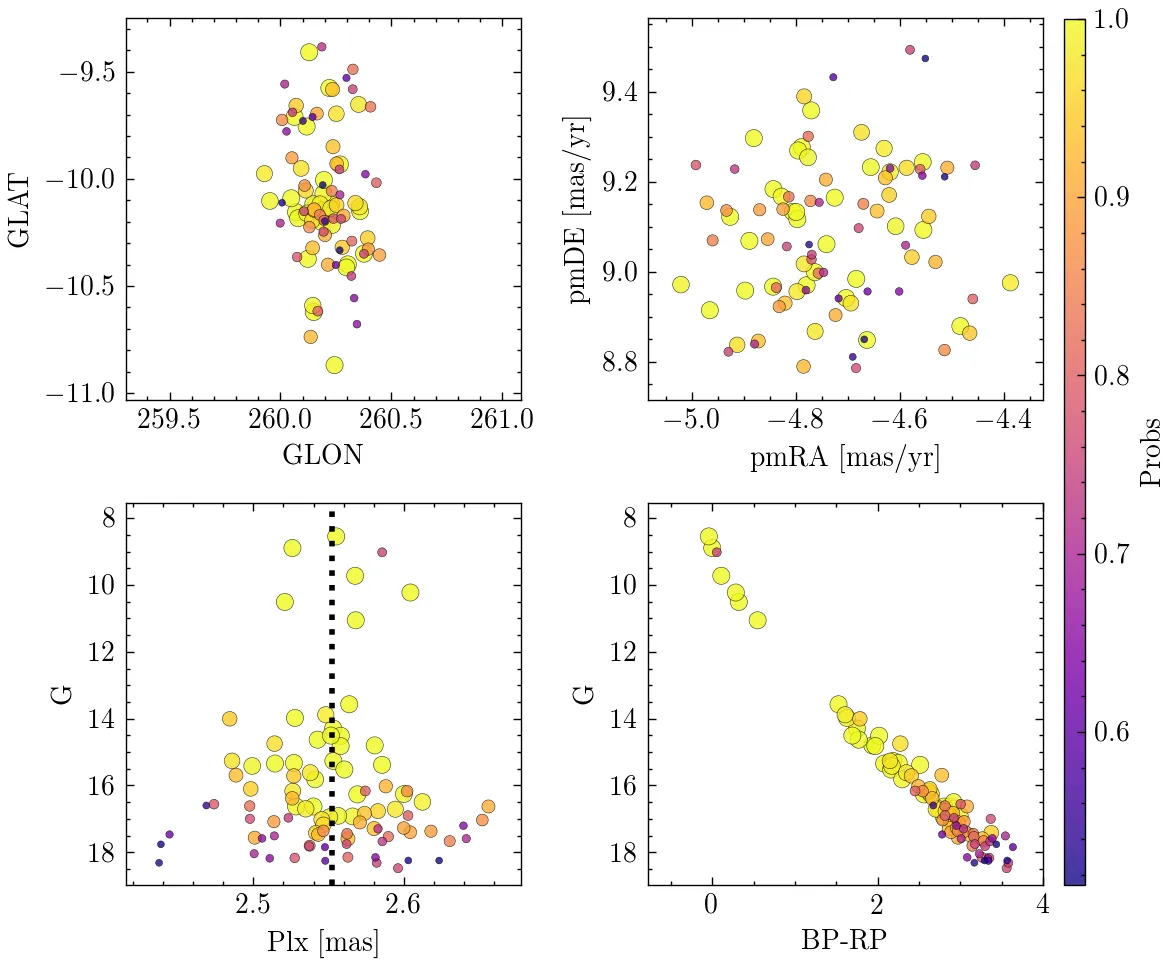 −9.5
−10.0
−10.5
−11.0
GLAT
259.5 260.0 260.5 261.0
GLON
9.4
9.2
9.0
8.8
pmDE [mas/yr]
−5.0 −4.8 −4.6 −4.4
pmRA [mas/yr]
8
10
12
14
16
18
G
2.5 2.6
Plx [mas]
8
10
12
14
16
18
G
0 2 4
BP-RP
1.0
0.9
0.8
0.7
0.6
Probs